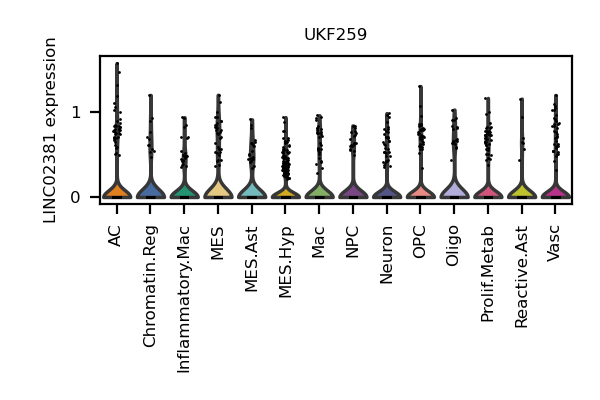 UKF259
LINC02381 expression
1
0
AC
Chromatin.Reg
Inflammatory.Mac
MES
MES.Ast
MES.Hyp
Mac
NPC
Neuron
OPC
Oligo
Prolif.Metab
Reactive.Ast
Vasc